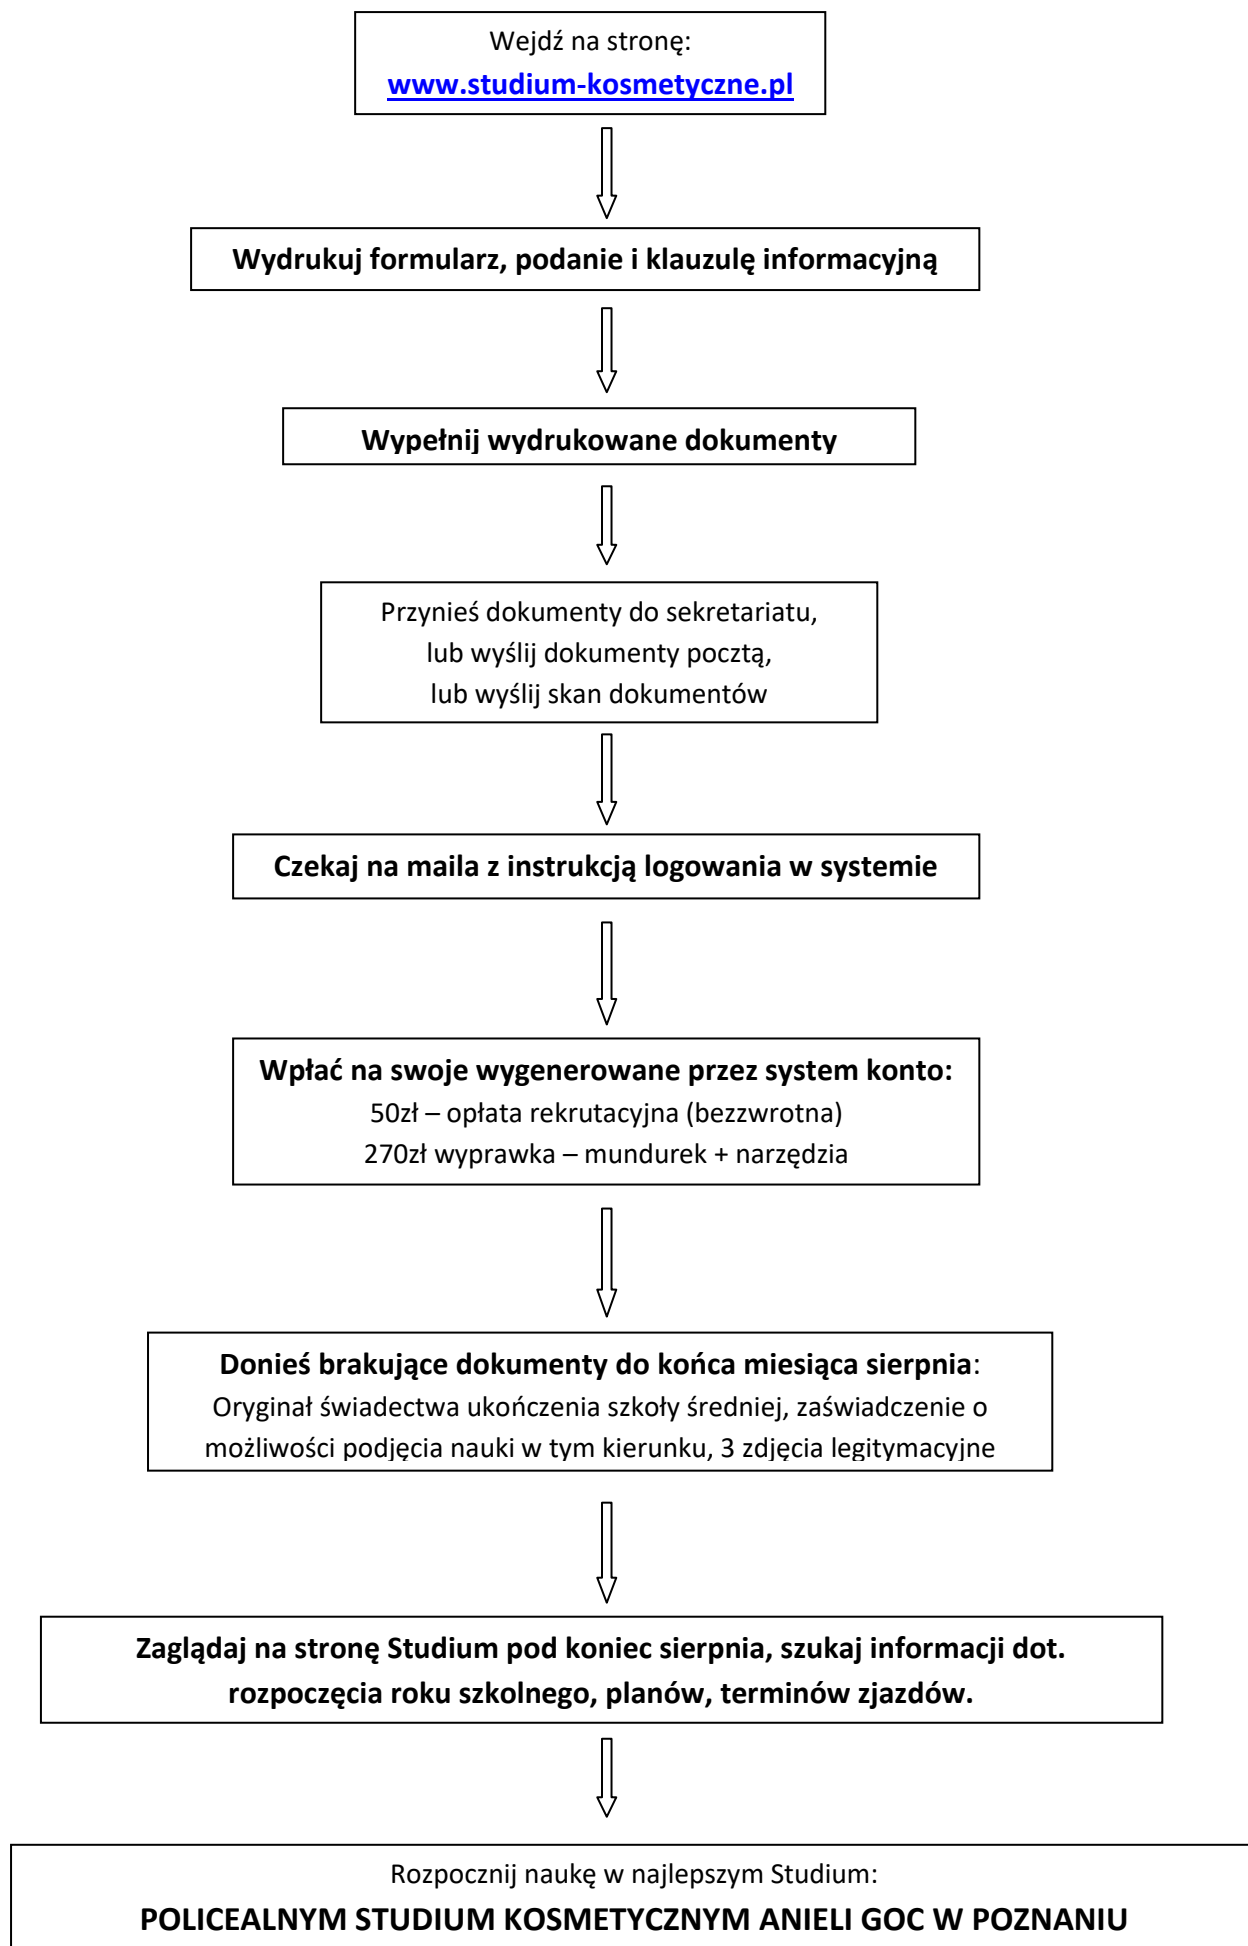 Wejdź na stronę:
www.studium-kosmetyczne.pl
Wydrukuj formularz, podanie i klauzulę informacyjną
Wypełnij wydrukowane dokumenty
Przynieś dokumenty do sekretariatu,
lub wyślij dokumenty pocztą,
lub wyślij skan dokumentów
Czekaj na maila z instrukcją logowania w systemie
Wpłać na swoje wygenerowane przez system konto:
50zł – opłata rekrutacyjna (bezzwrotna)
270zł wyprawka – mundurek + narzędzia
Donieś brakujące dokumenty do końca miesiąca sierpnia:
Oryginał świadectwa ukończenia szkoły średniej, zaświadczenie o
możliwości podjęcia nauki w tym kierunku, 3 zdjęcia legitymacyjne
Zaglądaj na stronę Studium pod koniec sierpnia, szukaj informacji dot.
rozpoczęcia roku szkolnego, planów, terminów zjazdów.
Rozpocznij naukę w najlepszym Studium:
POLICEALNYM STUDIUM KOSMETYCZNYM ANIELI GOC W POZNANIU